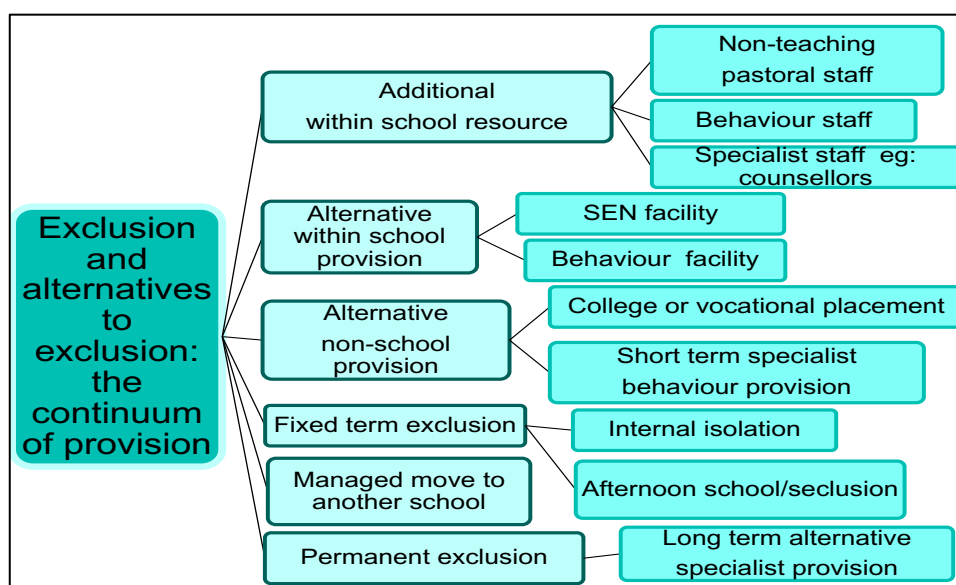 Exclusion
and
alternatives
to
exclusion:
the
continuum
of provision
Additional
within school resource
Non-teaching
pastoral staff
Behaviour staff
Specialist staff eg:
counsellors
Alternative
within school
provision
SEN facility
Behaviour facility
Alternative
non-school
provision
College or vocational placement
Short term specialist
behaviour provision
Fixed term exclusion
Internal isolation
Afternoon school/seclusion
Managed move to
another school
Permanent exclusion
Long term alternative
specialist provision